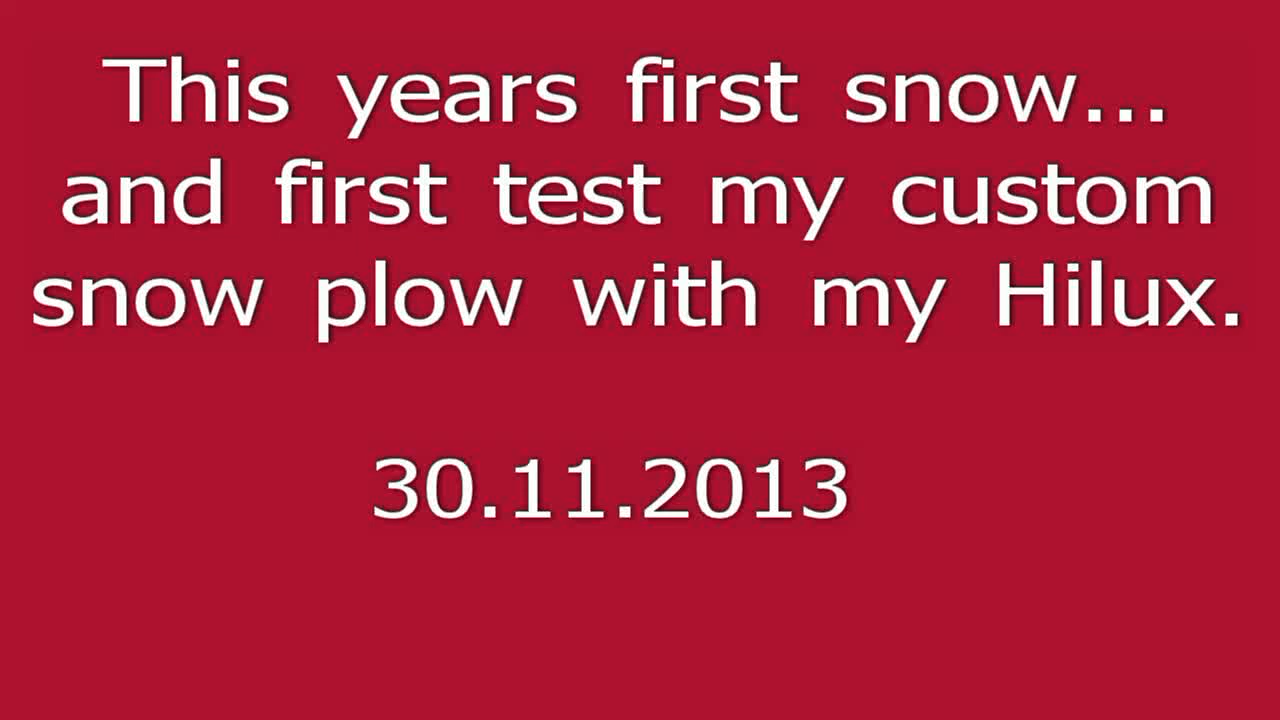 This years first snow...
and first test my custom
snow plow with my Hilux.
30.11.2013